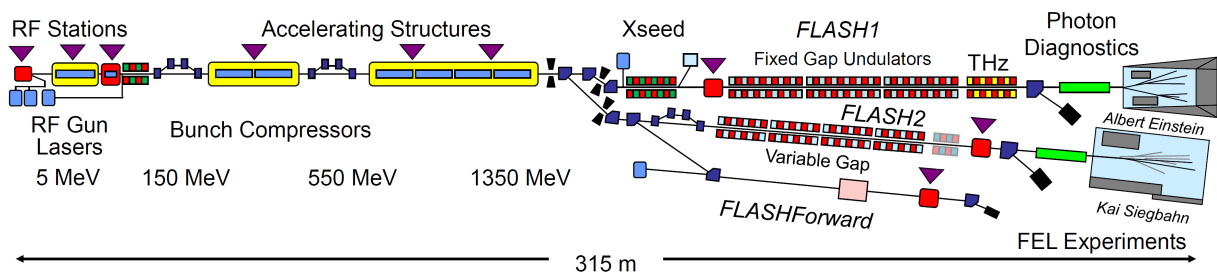 RF Stations
Accelerating Structures
Xseed
FLASH1
Photon
Diagnostics
Fixed Gap Undulators
THz
RF Gun
Lasers
Bunch Compressors
FLASH2
Albert Einstein
Variable Gap
5 MeV
150 MeV
550 MeV
1350 MeV
FLASHForward
Kai Siegbahn
FEL Experiments
315 m